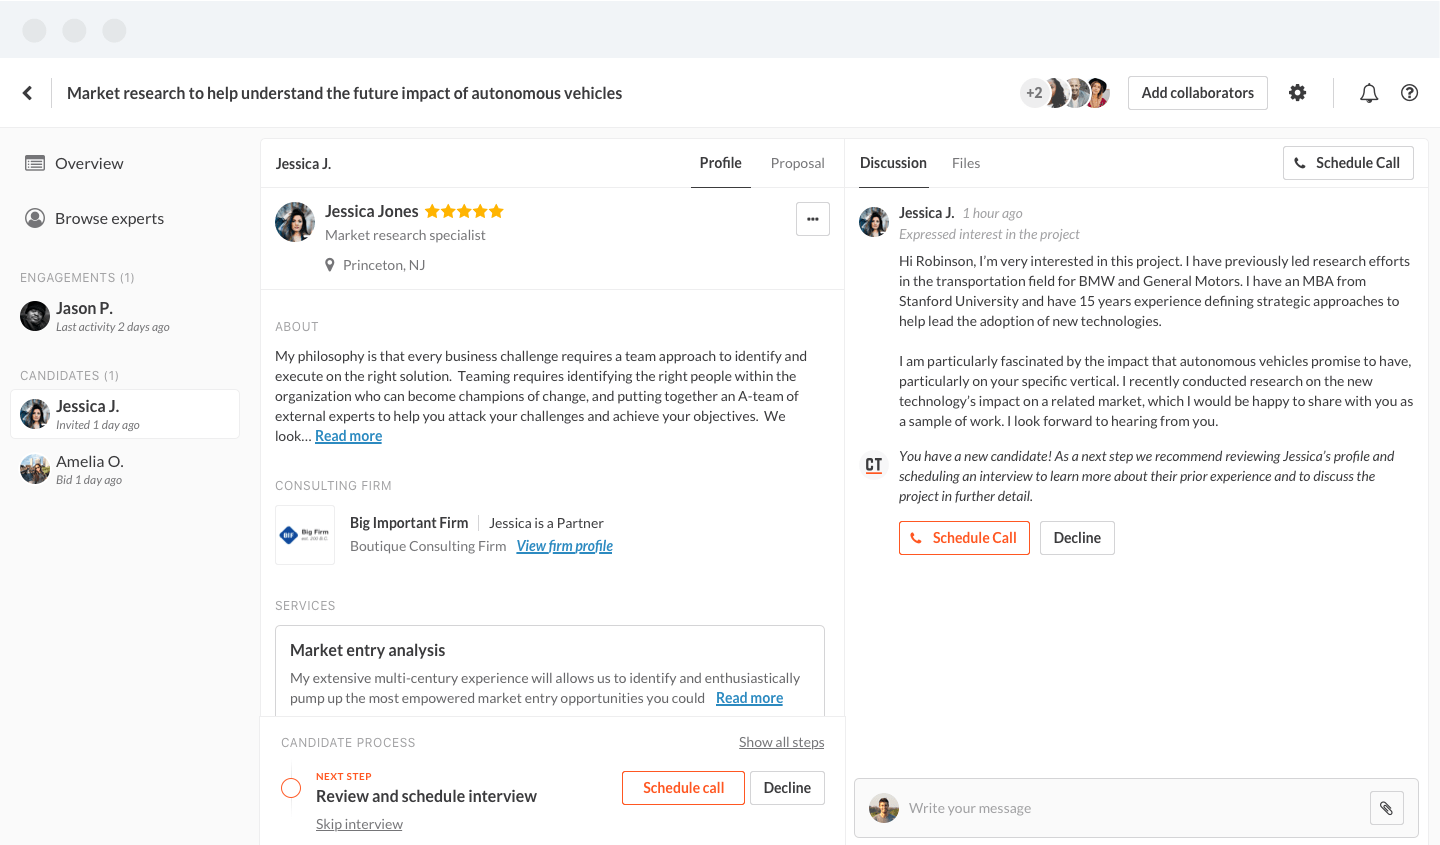 Market research to help understand the future impact of autonomous vehicles
+2
Add collaborators
Overview
Browse experts
ENGAGEMENTS (1)
Jason P.
Last activity 2 days ago
CANDIDATES (1)
Jessica J.
Invited 1 day ago
Amelia O.
Bid 1 day ago
Jessica J.
Profile
Proposal
Jessica Jones
Market research specialist
Princeton, NJ
ABOUT
My philosophy is that every business challenge requires a team approach to identify and
execute on the right solution.  Teaming requires identifying the right people within the
organization who can become champions of change, and putting together an A-team of
external experts to help you attack your challenges and achieve your objectives.  We
look... Read more
CONSULTING FIRM
BIF
Big Firm
Big Important Firm
Jessica is a Partner
Boutique Consulting Firm
View firm profile
SERVICES
Market entry analysis
My extensive multi-century experience will allows us to identify and enthusiastically
pump up the most empowered market entry opportunities you could
Read more
CANDIDATE PROCESS
Show all steps
NEXT STEP
Review and schedule interview
Skip interview
Schedule call
Decline
Discussion
Files
Schedule Call
Jessica J.
1 hour ago
Expressed interest in the project
Hi Robinson, I'm very interested in this project. I have previously led research efforts
in the transportation field for BMW and General Motors. I have an MBA from
Stanford University and have 15 years experience defining strategic approaches to
help lead the adoption of new technologies.
I am particularly fascinated by the impact that autonomous vehicles promise to have,
particularly on your specific vertical. I recently conducted research on the new
technology's impact on a related market, which I would be happy to share with you as
a sample of work. I look forward to hearing from you.
CT
You have a new candidate! As a next step we recommend reviewing Jessica's profile and
scheduling an interview to learn more about their prior experience and to discuss the
project in further detail.
Schedule Call
Decline
Write your message